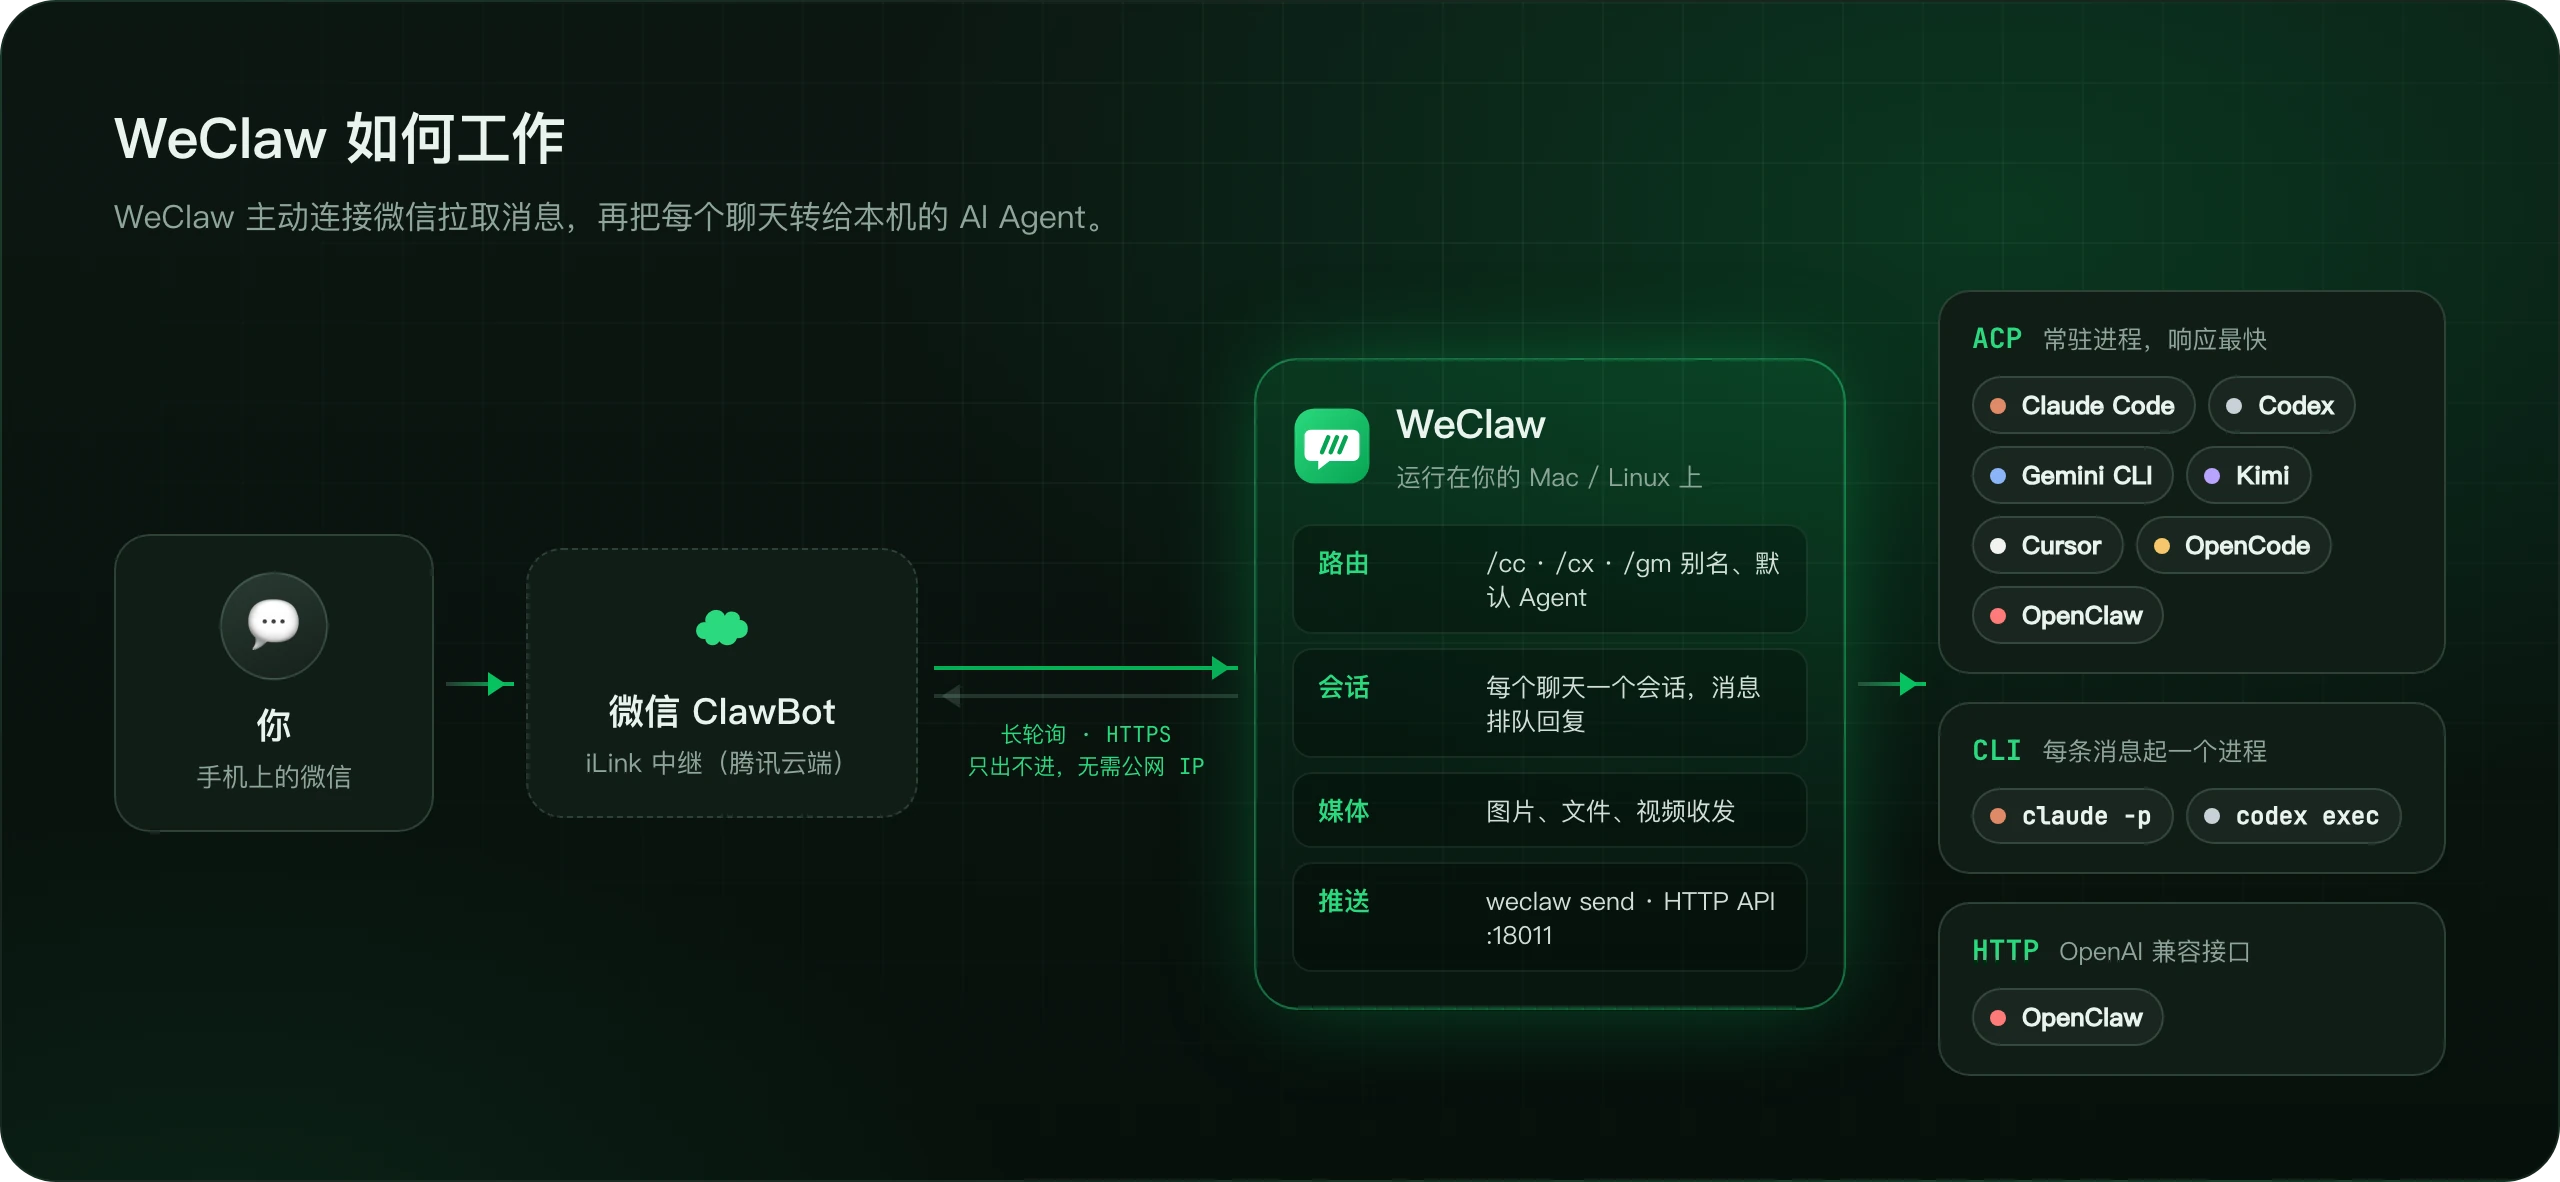 WeClaw 如何工作
WeClaw 主动连接微信拉取消息，再把每个聊天转给本机的 AI Agent。
你
手机上的微信
微信 ClawBot
iLink 中继（腾讯云端）
长轮询 · HTTPS
只出不进，无需公网 IP
WeClaw
运行在你的 Mac / Linux 上
路由
/cc · /cx · /gm 别名、默
认 Agent
会话
每个聊天一个会话，消息
排队回复
媒体
图片、文件、视频收发
推送
weclaw send · HTTP API
:18011
ACP 常驻进程，响应最快
Claude Code
Codex
Gemini CLI
Kimi
Cursor
OpenCode
OpenClaw
CLI 每条消息起一个进程
claude -p
codex exec
HTTP OpenAI 兼容接口
OpenClaw